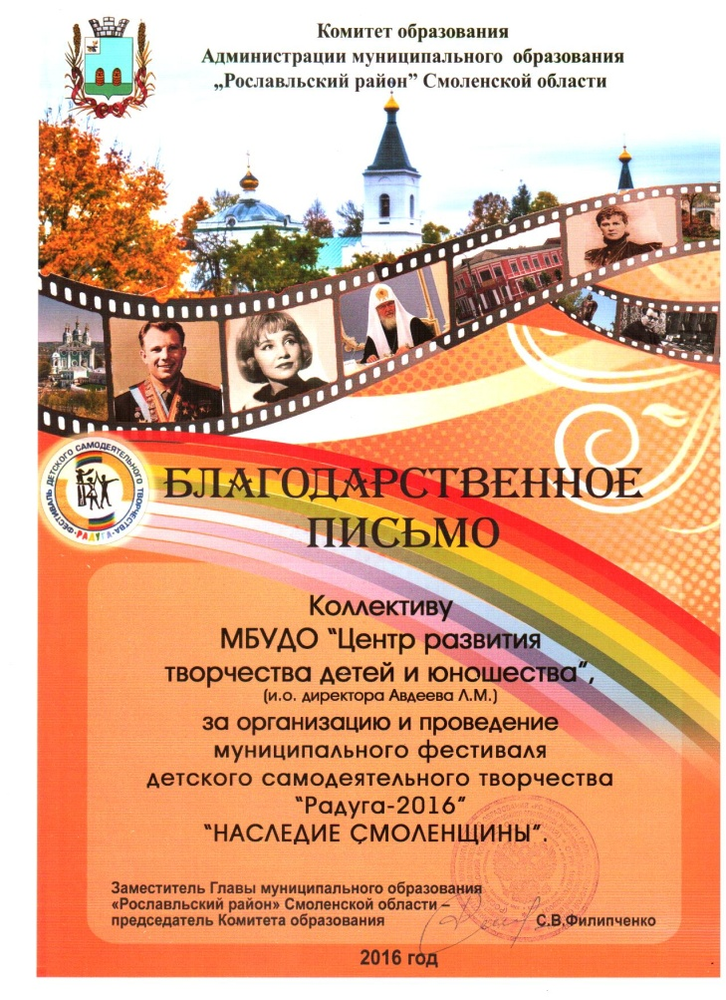 Комитет образования
Администрации муниципального образования
„Рославльский район” Смоленской области
ФЕСТИВАЛЬ ДЕТСКОГО САМОДЕЯТЕЛЬНОГО ТВОРЧЕСТВА
РАДУГА
БЛАГОДАРСТВЕННОЕ
ПИСЬМО
Коллективу
МБУДО “Центр развития
творчества детей и юношества”,
(и.о. директора Авдеева Л.М.)
за организацию и проведение
муниципального фестиваля
детского самодеятельного творчества
“Радуга-2016”
“НАСЛЕДИЕ СМОЛЕНЩИНЫ”.
Заместитель Главы муниципального образования
«Рославльский район» Смоленской области –
председатель Комитета образования
С.В.Филипченко
2016 год